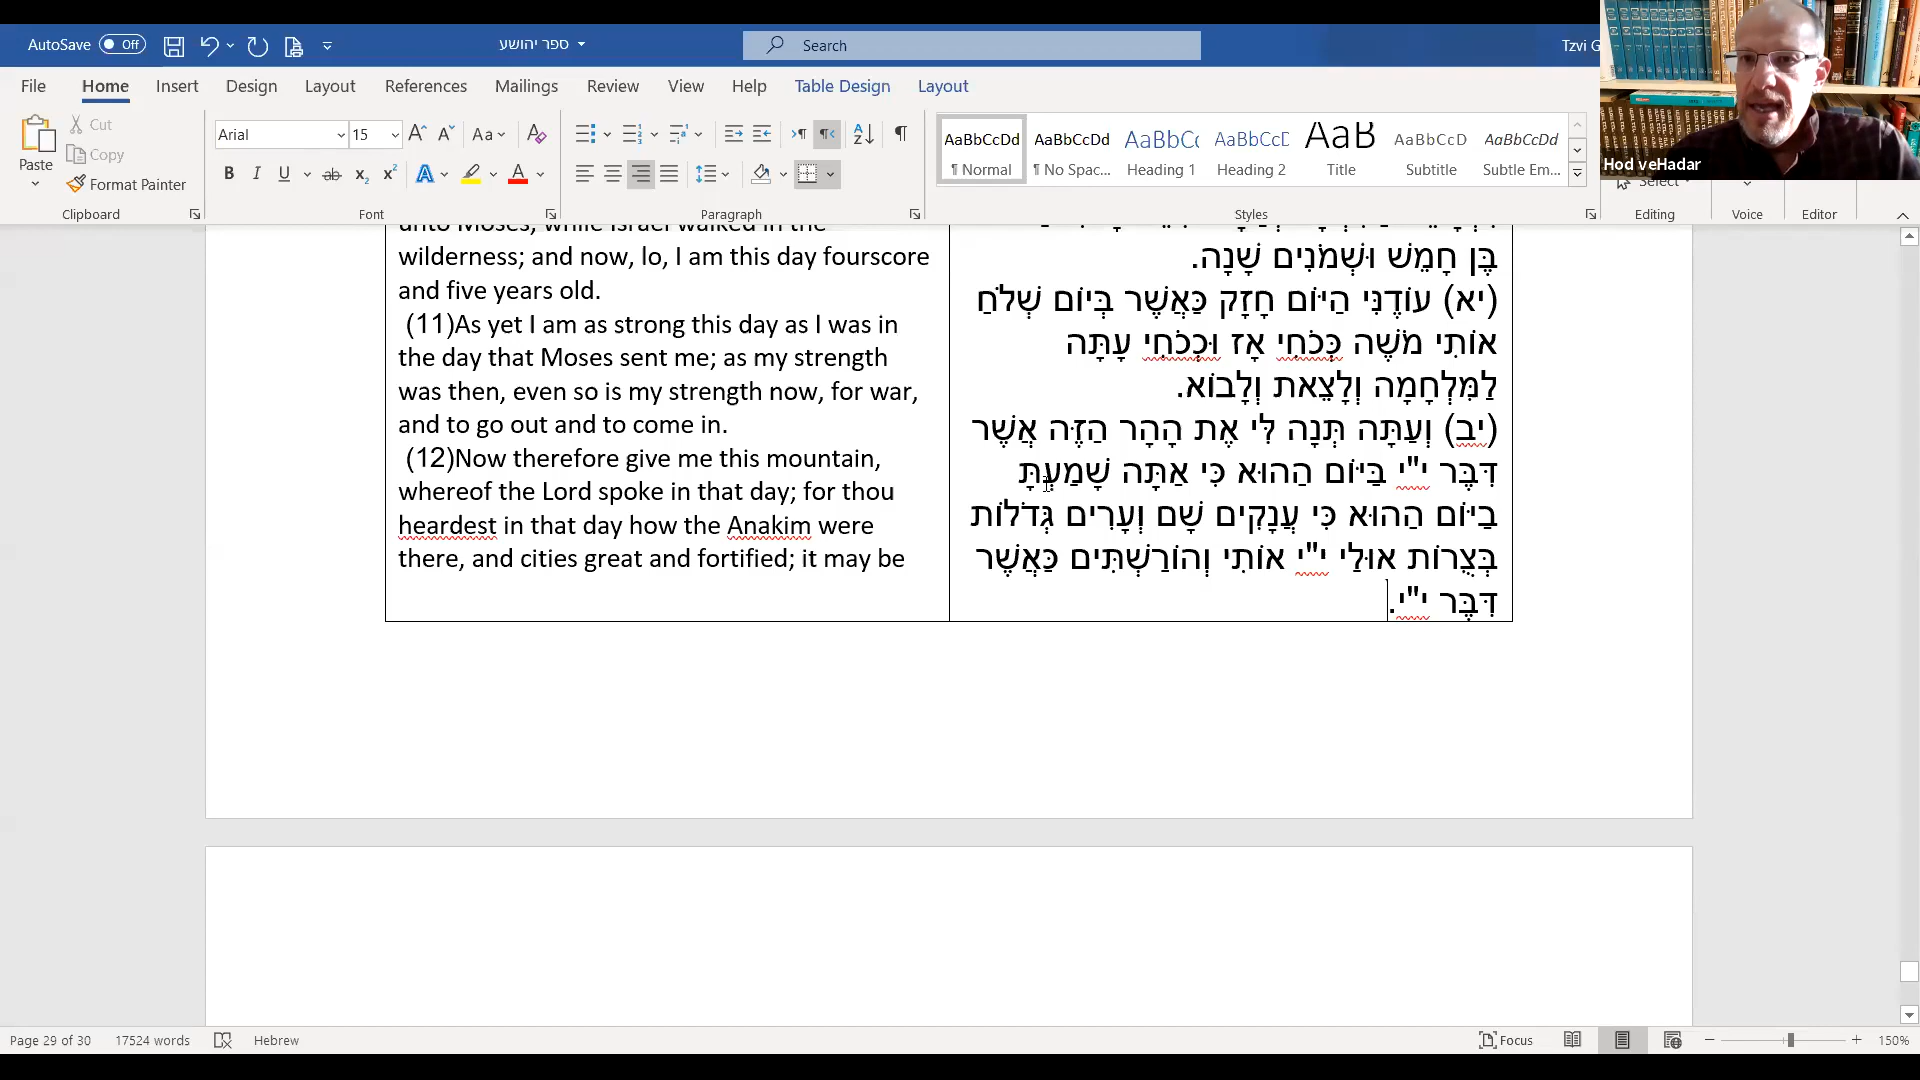 AutoSave Off
ספר יהושע
Search
Tzvi G
File Home Insert Design Layout References Mailings Review View Help Table Design Layout
Paste
Cut
Copy
Format Painter
Clipboard
Arial 15
Font
Paragraph
AaBbCcDd
¶ Normal
AaBbCcDd
¶ No Spac...
AaBbCc
Heading 1
AaBbCcD
Heading 2
AaB
Title
AaBbCcD
Subtitle
AaBbCcDd
Subtle Em...
Styles
Select
Editing
Voice
Editor
Hod veHadar
unto Moses, while Israel walked in the
wilderness; and now, lo, I am this day fourscore
and five years old.
(11)As yet I am as strong this day as I was in
the day that Moses sent me; as my strength
was then, even so is my strength now, for war,
and to go out and to come in.
(12)Now therefore give me this mountain,
whereof the Lord spoke in that day; for thou
heardest in that day how the Anakim were
there, and cities great and fortified; it may be
בֶּן חָמֵשׁ וּשְׁמֹנִים שָׁנָה.
(יא) עוֹדֶנִּי הַיּוֹם חָזָק כַּאֲשֶׁר בְּיוֹם שְׁלֹחַ
אוֹתִי מֹשֶׁה כְּכֹחִי אָז וּכְכֹחִי עָתָּה
לַמִּלְחָמָה וְלָצֵאת וְלָבוֹא.
(יב) וְעַתָּה תְּנָה לִּי אֶת הָהָר הַזֶּה אֲשֶׁר
דִּבֶּר י"י בַּיּוֹם הַהוּא כִּי אַתָּה שָׁמַעְתָּ
בַיּוֹם הַהוּא כִּי עֲנָקִים שָׁם וְעָרִים גְּדֹלוֹת
בְּצֻרוֹת אוּלַי י"י אוֹתִי וְהוֹרַשְׁתִּים כַּאֲשֶׁר
דִּבֶּר י"י.
Page 29 of 30 17524 words Hebrew
Focus
150%